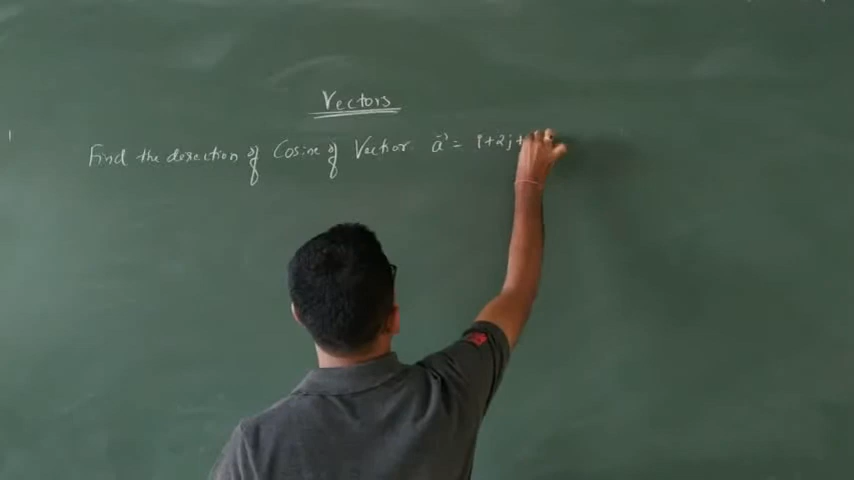 Vectors
Find the direction of Cosine of Vector a⃗ = i+2j+